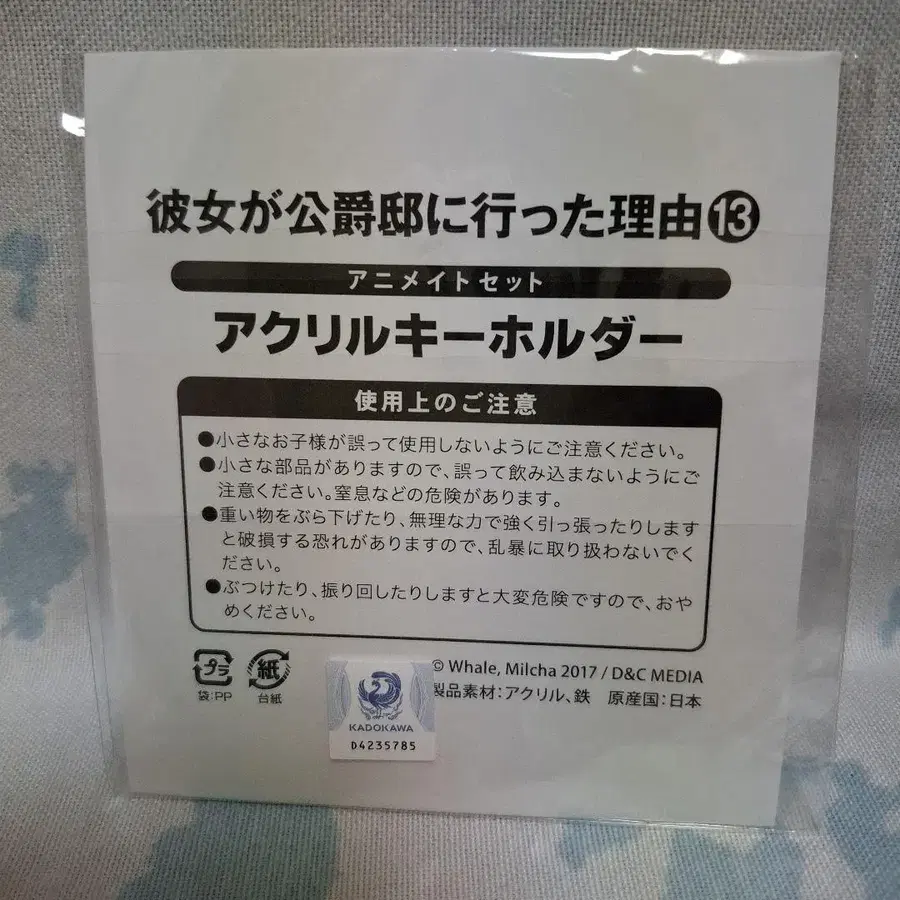 彼女が公爵邸に行った理由⓭
アニメイトセット
アクリルキーホルダー
使用上のご注意
●小さなお子様が誤って使用しないようにご注意ください。
●小さな部品がありますので、誤って飲み込まないようにご
注意ください。窒息などの危険があります。
●重い物をぶら下げたり、無理な力で強く引っ張ったりします
と破損する恐れがありますので、乱暴に取り扱わないでく
ださい。
●ぶつけたり、振り回したりしますと大変危険ですので、おや
めください。
プラ
袋:PP
紙
台紙
KADOKAWA
D4235785
© Whale, Milcha 2017 / D&C MEDIA
製品素材:アクリル、鉄 原産国:日本